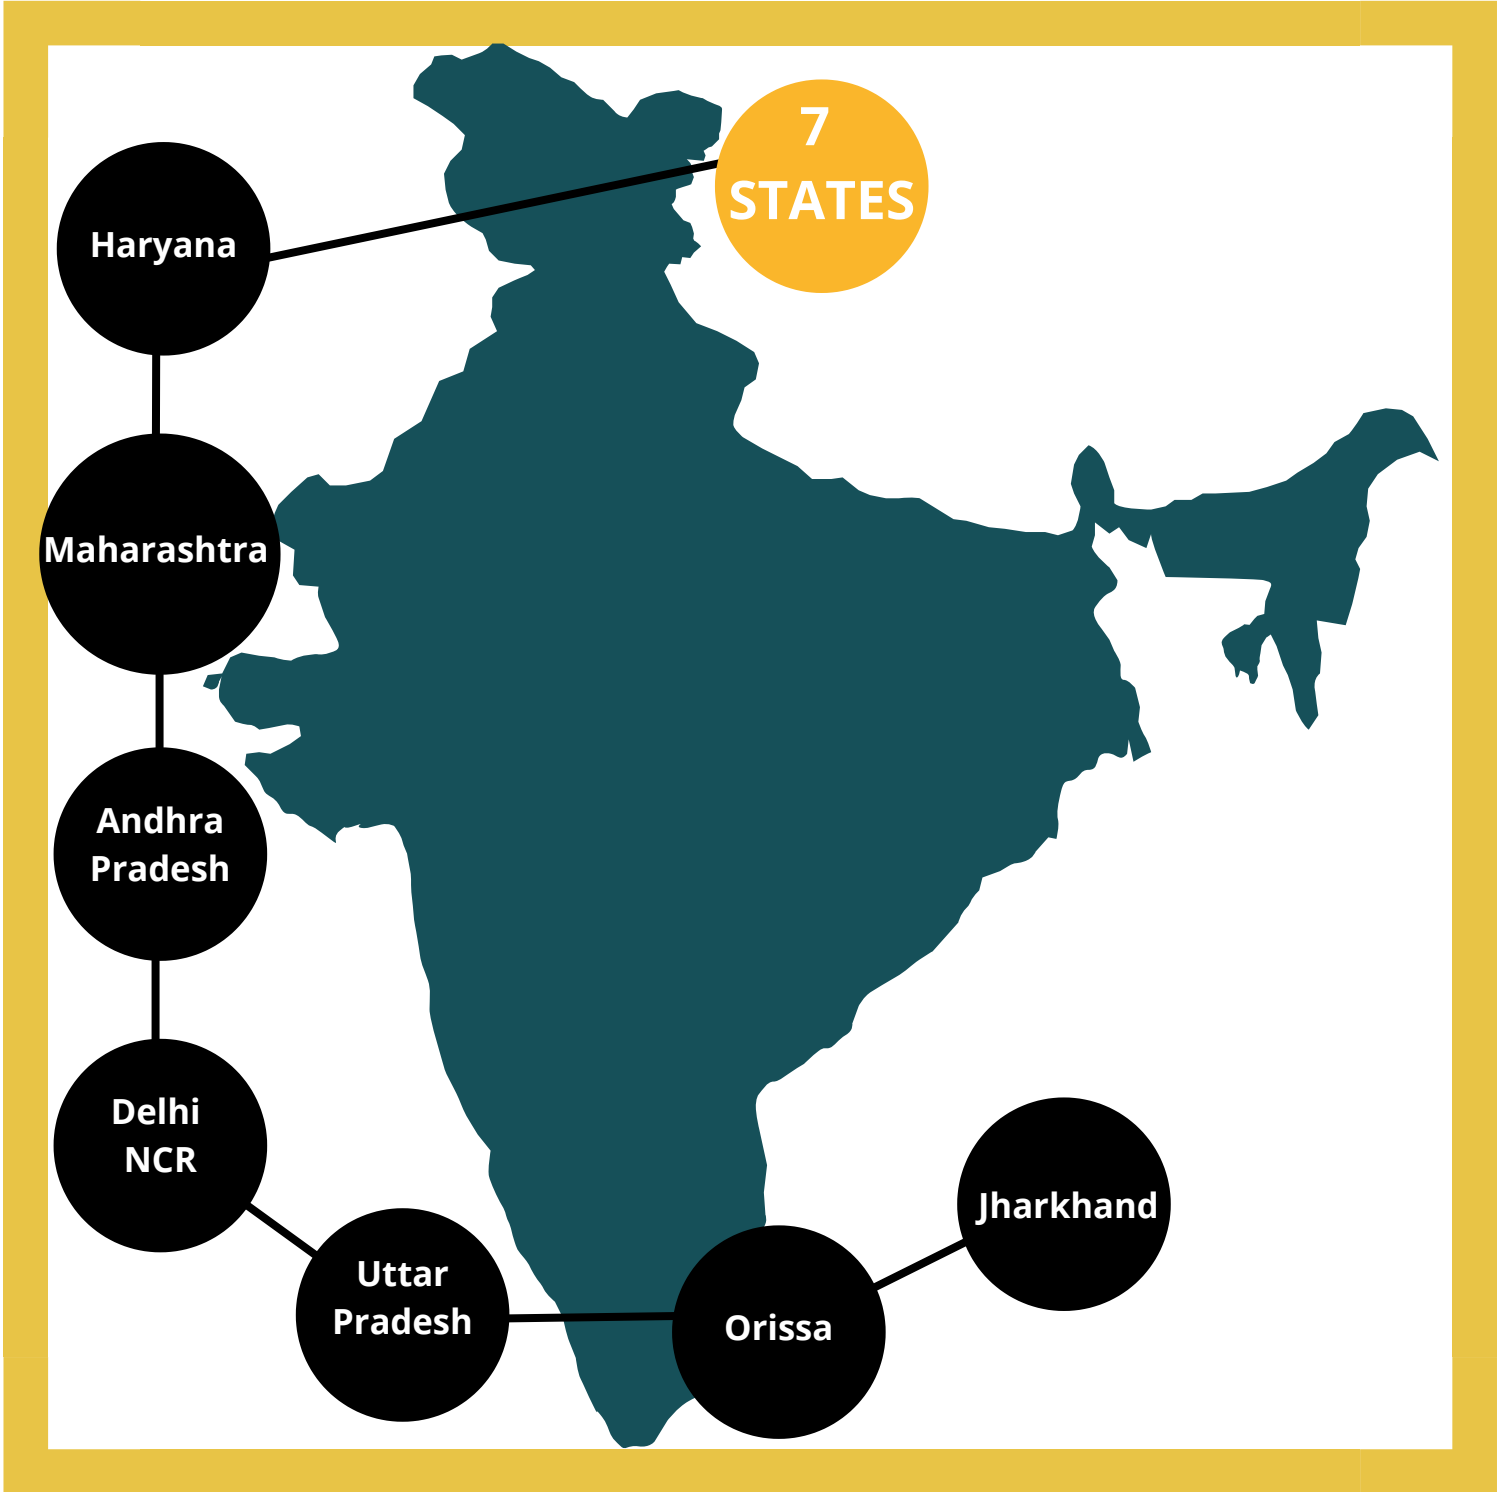 7
STATES
Haryana
Maharashtra
Andhra
Pradesh
Delhi
NCR
Uttar
Pradesh
Orissa
Jharkhand